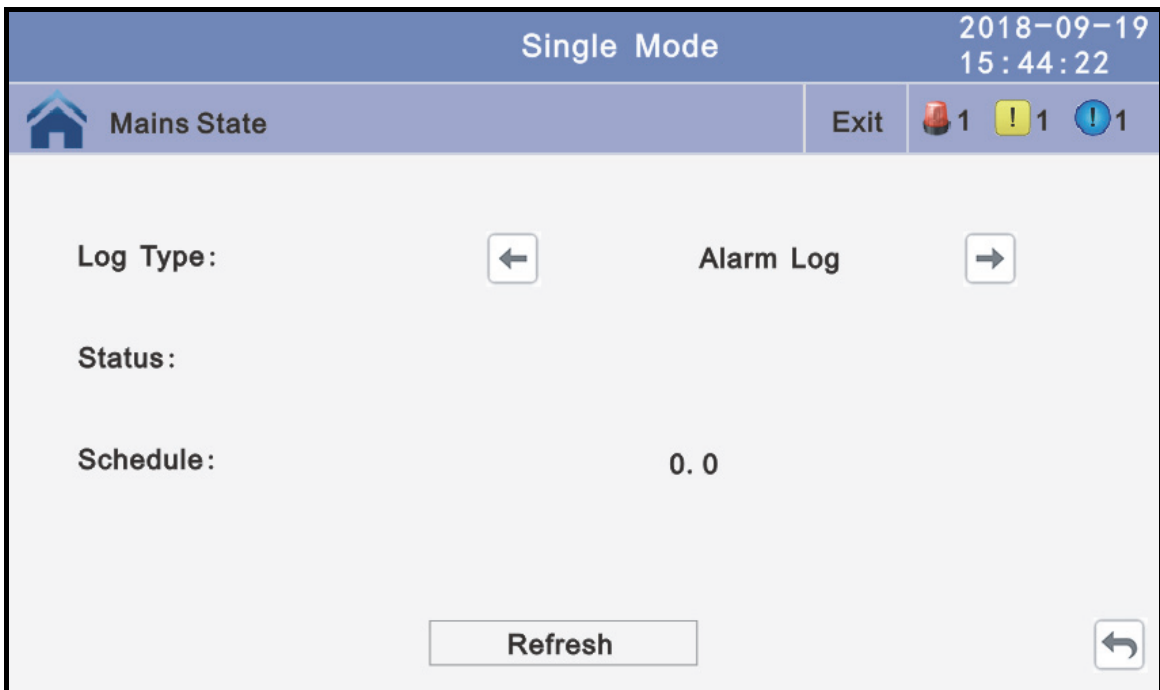 Single Mode
2018-09-19
15:44:22
Mains State
Exit
1
! 1
! 1
Log Type:
Alarm Log
Status:
Schedule:
0.0
Refresh